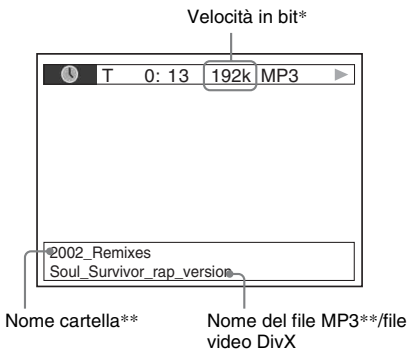 Velocità in bit*
T 0: 13 192k MP3
2002_Remixes
Soul_Survivor_rap_version
Nome cartella**
Nome del file MP3**/file
video DivX